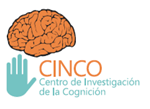 CINCO
Centro de Investigación
de la Cognición